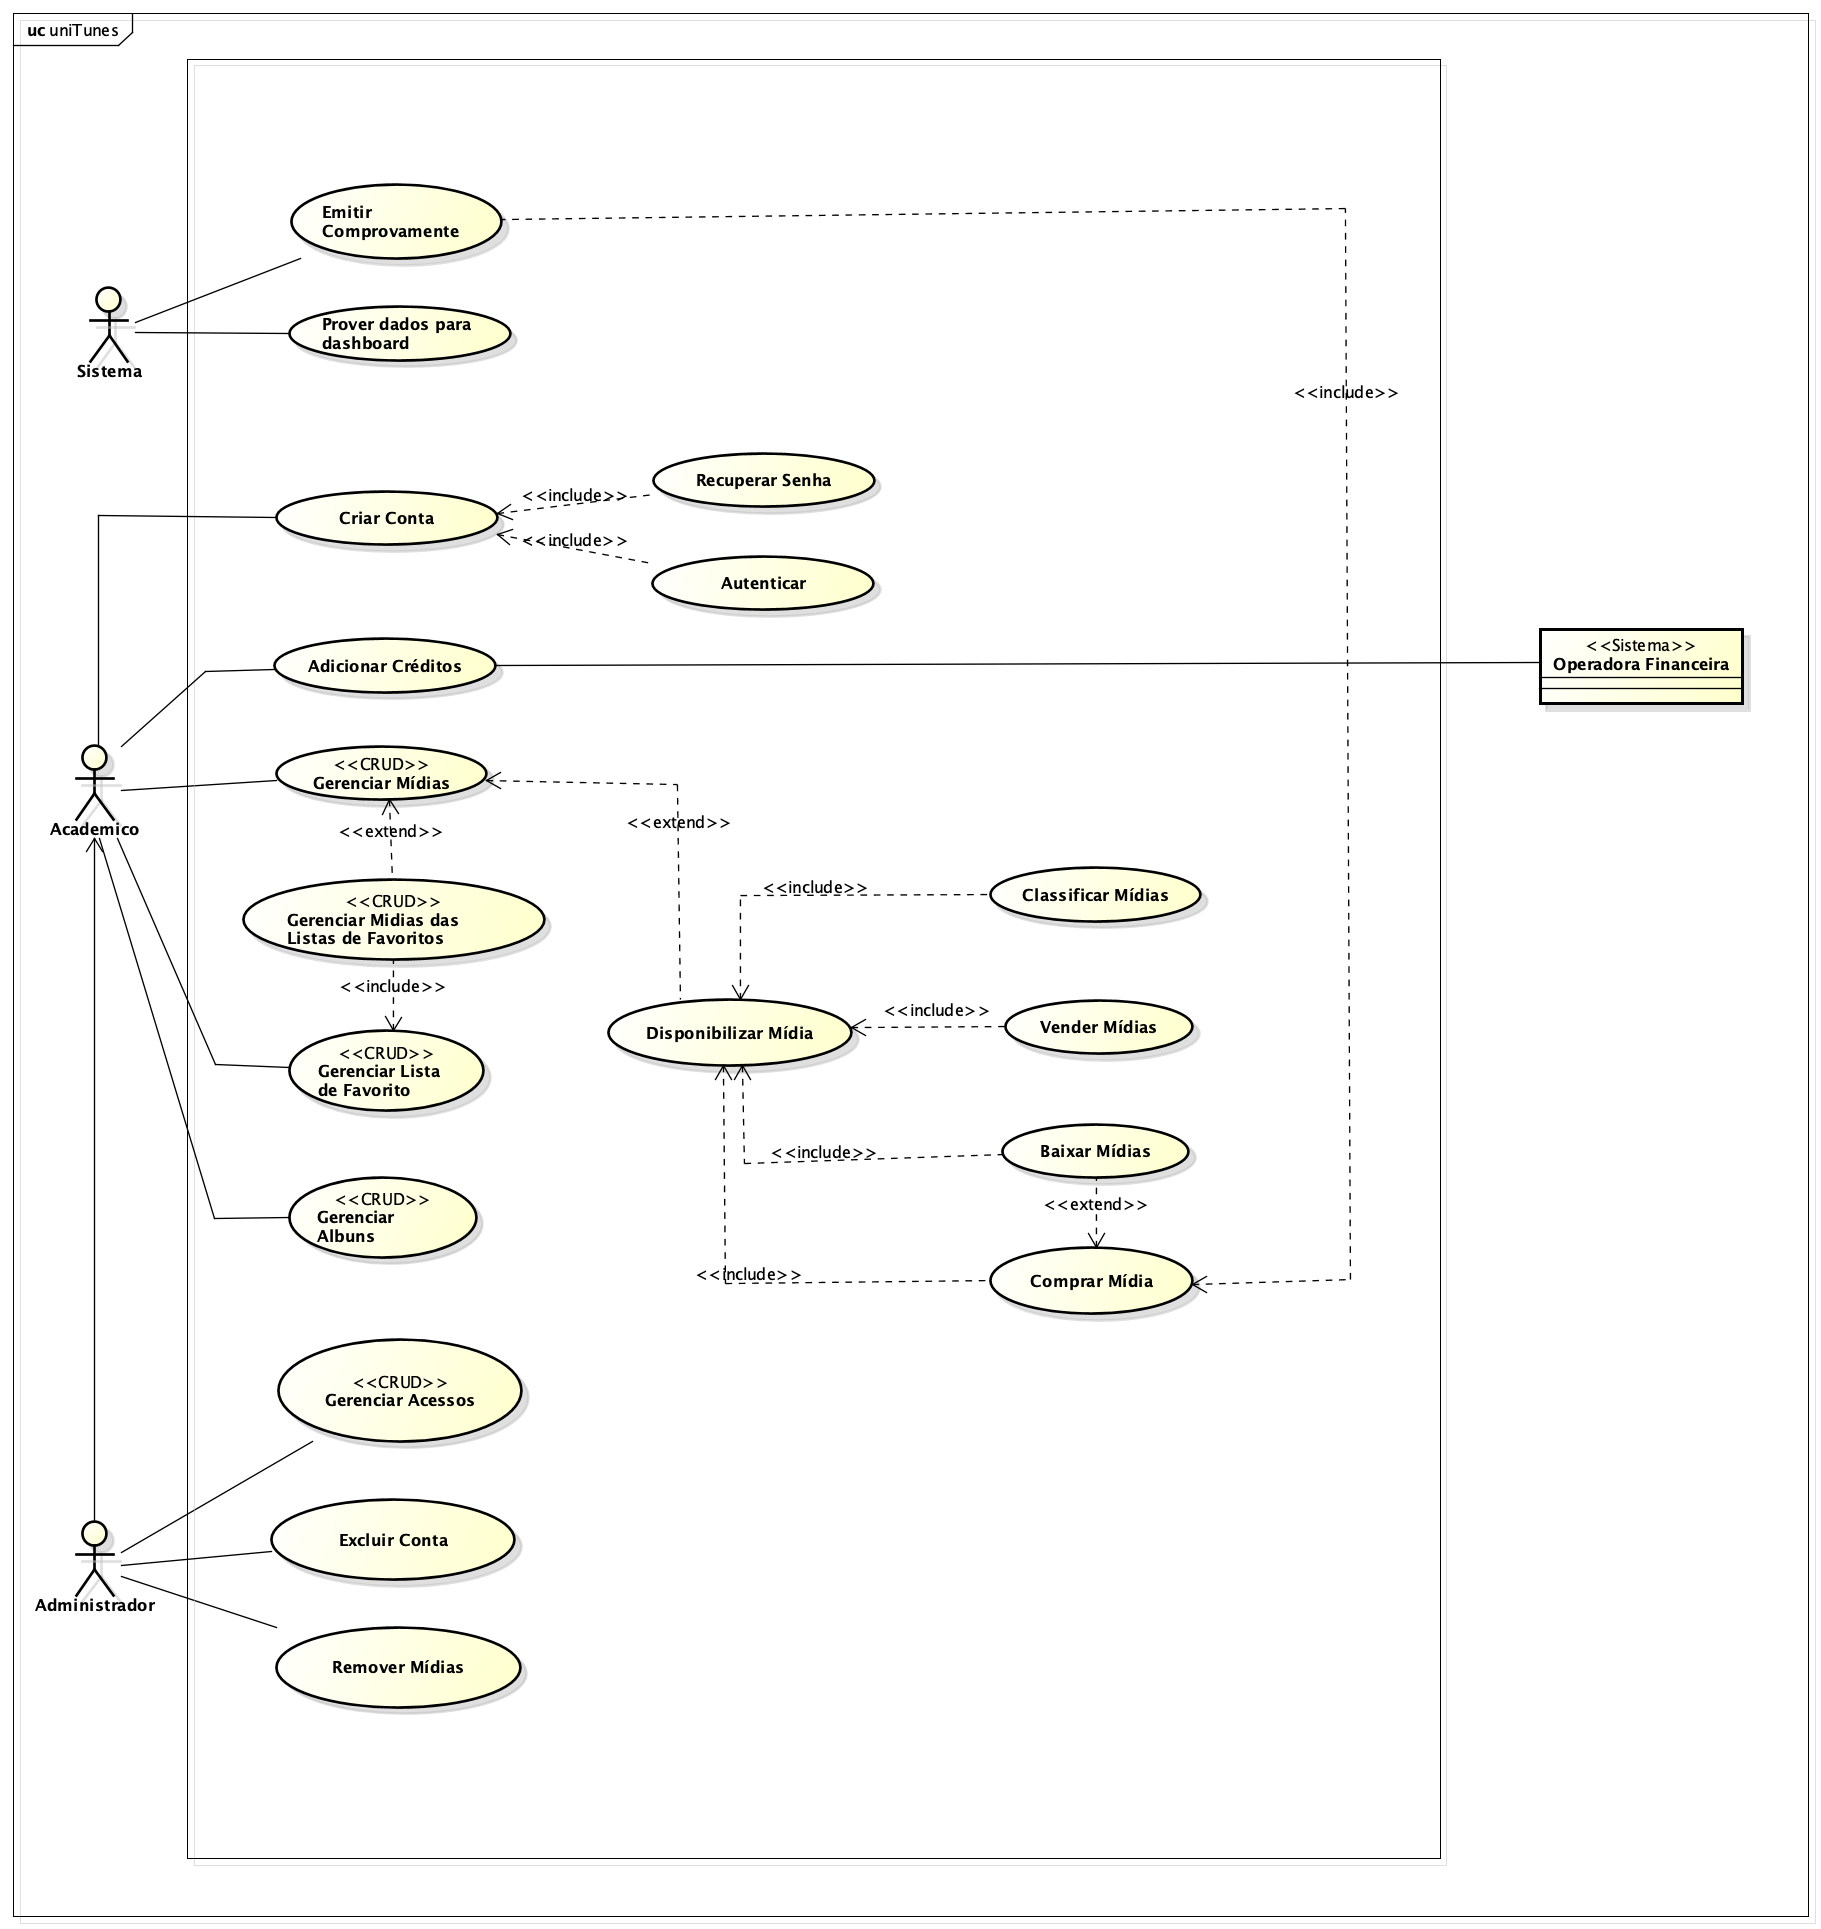 uc uniTunes
Emitir
Comprovamente
Prover dados para
dashboard
Sistema
<<include>>
Recuperar Senha
<<include>>
Criar Conta
<<include>>
Autenticar
<<Sistema>>
Operadora Financeira
Adicionar Créditos
<<CRUD>>
Gerenciar Mídias
<<extend>>
<<extend>>
Academico
<<CRUD>>
Gerenciar Midias das
Listas de Favoritos
<<include>>
Classificar Mídias
<<include>>
<<include>>
Disponibilizar Mídia
Vender Mídias
<<CRUD>>
Gerenciar Lista
de Favorito
<<include>>
Baixar Mídias
<<extend>>
<<CRUD>>
Gerenciar
Albuns
<<include>>
Comprar Mídia
<<CRUD>>
Gerenciar Acessos
Excluir Conta
Administrador
Remover Mídias